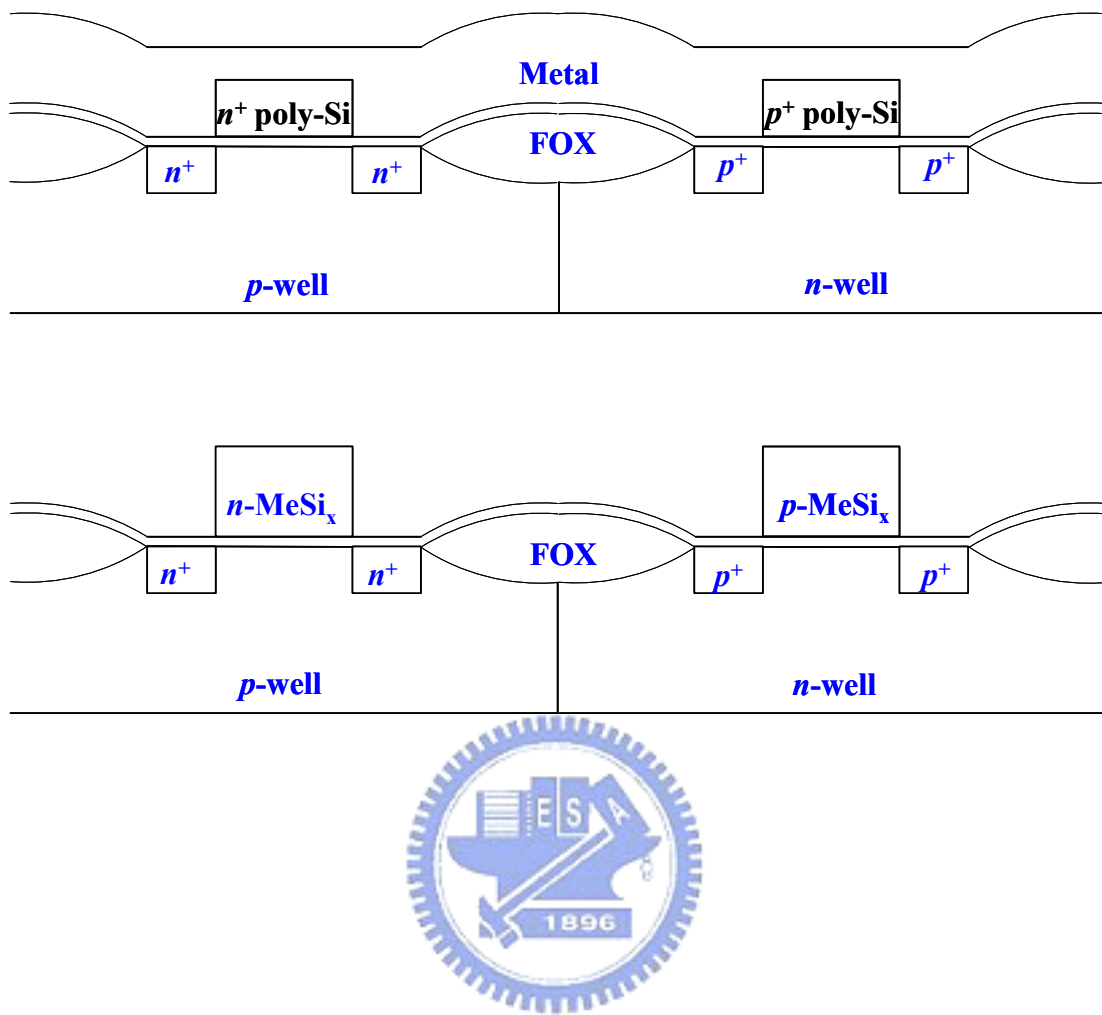 Metal
n⁺ poly-Si
p⁺ poly-Si
FOX
n⁺
n⁺
p⁺
p⁺
p-well
n-well
n-MeSiₓ
p-MeSiₓ
FOX
n⁺
n⁺
p⁺
p⁺
p-well
n-well
E S A
1896